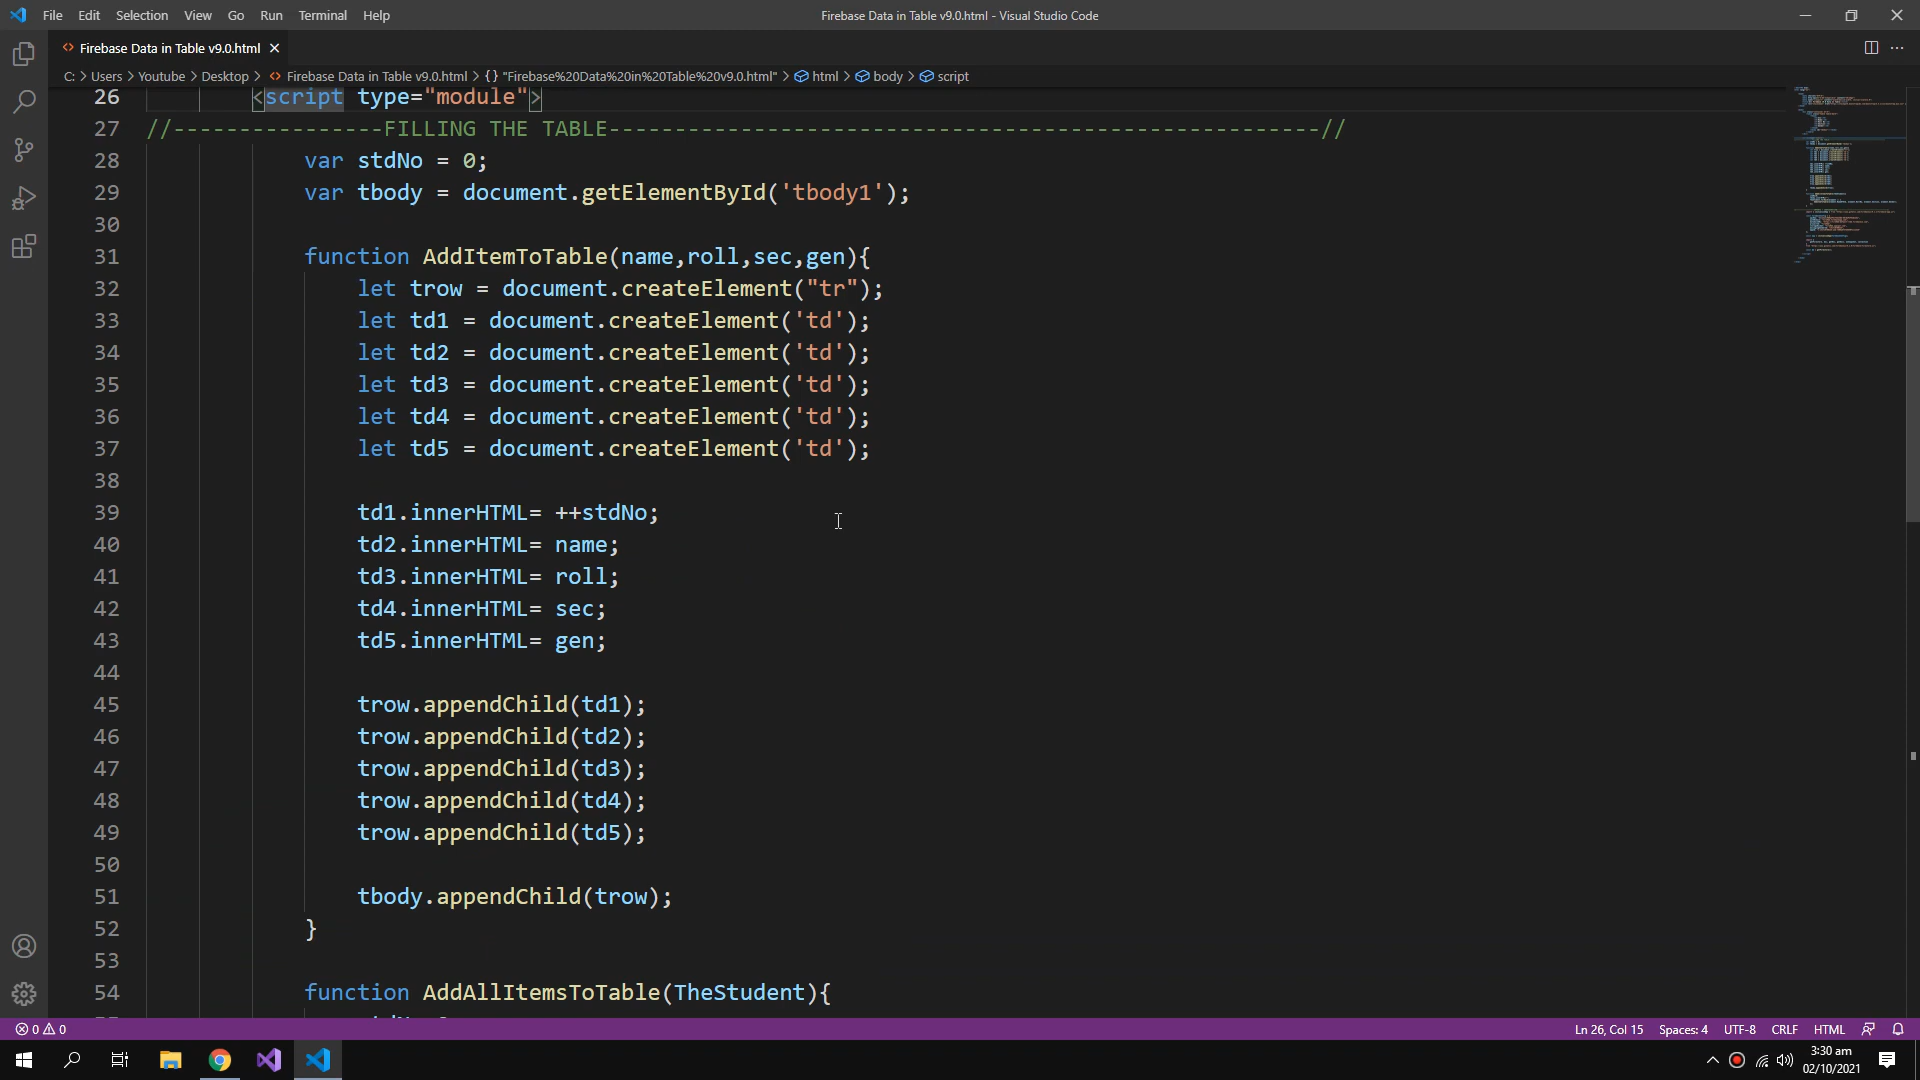 File Edit Selection View Go Run Terminal Help
Firebase Data in Table v9.0.html - Visual Studio Code
Firebase Data in Table v9.0.html
C: > Users > Youtube > Desktop > Firebase Data in Table v9.0.html > {} "Firebase%20Data%20in%20Table%20v9.0.html" > html > body > script
26 <script type="module">
27 //----------------FILLING THE TABLE------------------------------------------------------//
28 var stdNo = 0;
29 var tbody = document.getElementById('tbody1');
30
31 function AddItemToTable(name,roll,sec,gen){
32 let trow = document.createElement("tr");
33 let td1 = document.createElement('td');
34 let td2 = document.createElement('td');
35 let td3 = document.createElement('td');
36 let td4 = document.createElement('td');
37 let td5 = document.createElement('td');
38
39 td1.innerHTML= ++stdNo;
40 td2.innerHTML= name;
41 td3.innerHTML= roll;
42 td4.innerHTML= sec;
43 td5.innerHTML= gen;
44
45 trow.appendChild(td1);
46 trow.appendChild(td2);
47 trow.appendChild(td3);
48 trow.appendChild(td4);
49 trow.appendChild(td5);
50
51 tbody.appendChild(trow);
52 }
53
54 function AddAllItemsToTable(TheStudent){
0 0 Ln 26, Col 15 Spaces: 4 UTF-8 CRLF HTML
3:30 am
02/10/2021